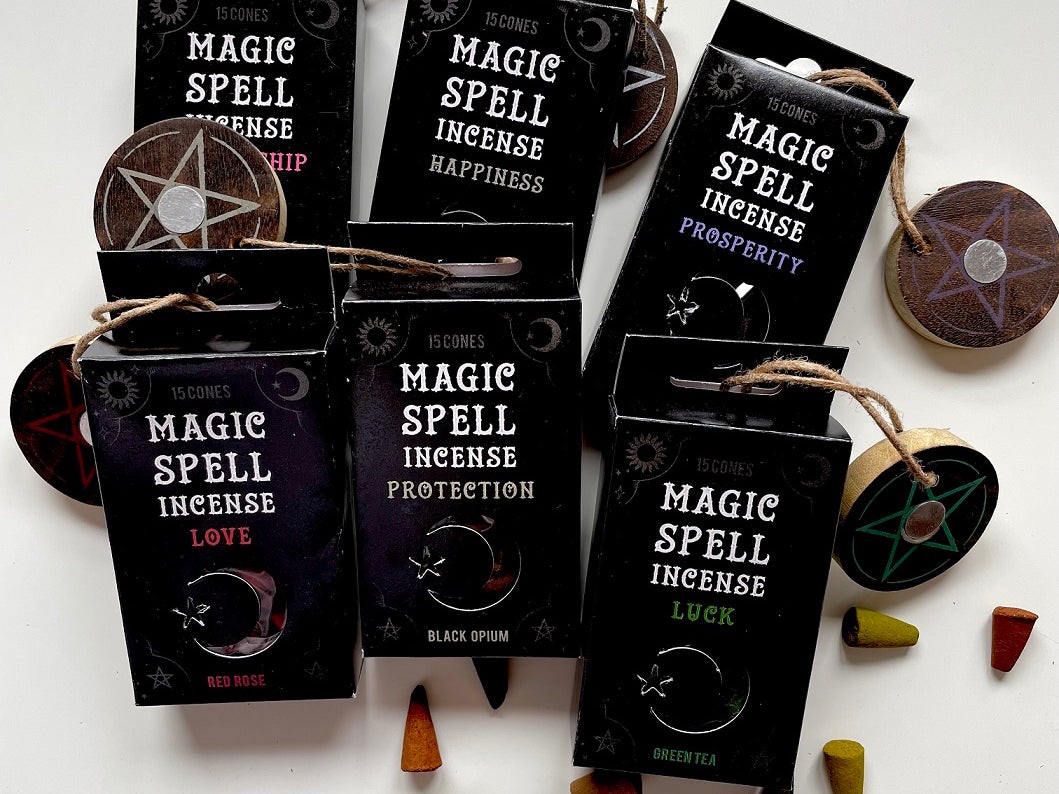 15 CONES
MAGIC
SPELL
INCENSE
15 CONES
MAGIC
SPELL
INCENSE
HAPPINESS
15 CONES
MAGIC
SPELL
INCENSE
PROSPERITY
15 CONES
MAGIC
SPELL
INCENSE
LOVE
RED ROSE
15 CONES
MAGIC
SPELL
INCENSE
PROTECTION
BLACK OPIUM
15 CONES
MAGIC
SPELL
INCENSE
LUCK
GREEN TEA